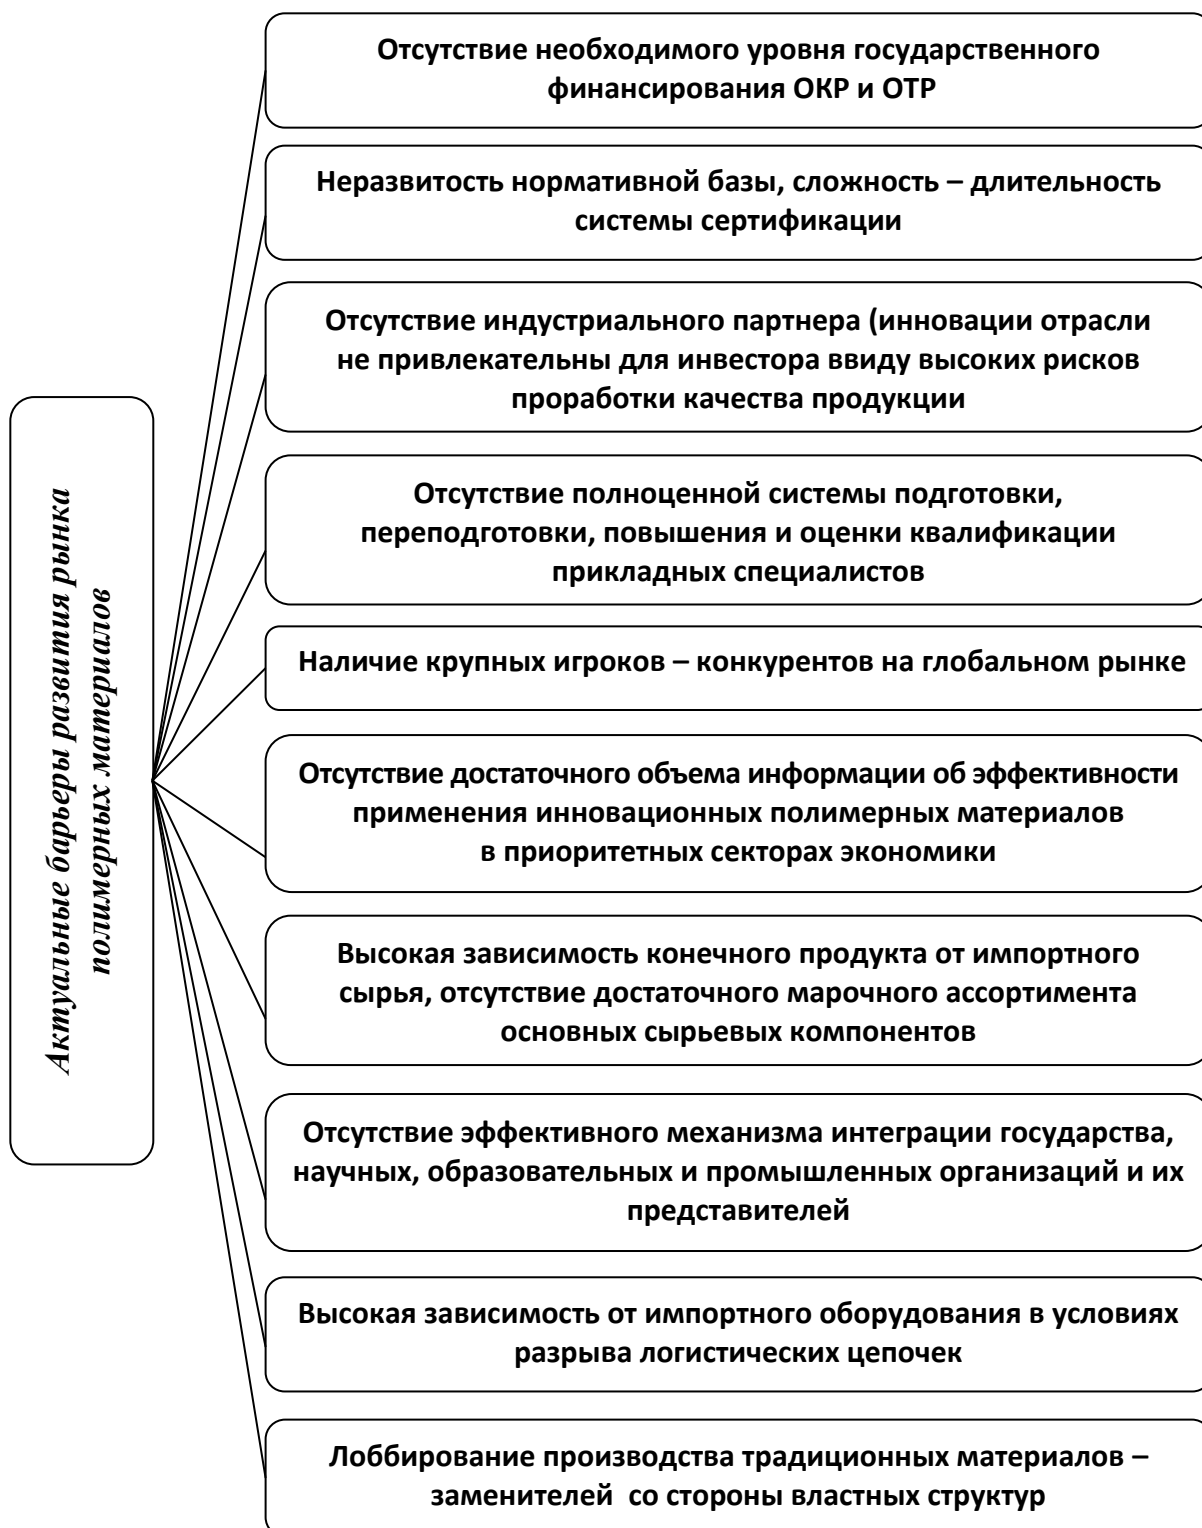 Актуальные барьеры развития рынка
полимерных материалов
Отсутствие необходимого уровня государственного
финансирования ОКР и ОТР
Неразвитость нормативной базы, сложность – длительность
системы сертификации
Отсутствие индустриального партнера (инновации отрасли
не привлекательны для инвестора ввиду высоких рисков
проработки качества продукции
Отсутствие полноценной системы подготовки,
переподготовки, повышения и оценки квалификации
прикладных специалистов
Наличие крупных игроков – конкурентов на глобальном рынке
Отсутствие достаточного объема информации об эффективности
применения инновационных полимерных материалов
в приоритетных секторах экономики
Высокая зависимость конечного продукта от импортного
сырья, отсутствие достаточного марочного ассортимента
основных сырьевых компонентов
Отсутствие эффективного механизма интеграции государства,
научных, образовательных и промышленных организаций и их
представителей
Высокая зависимость от импортного оборудования в условиях
разрыва логистических цепочек
Лоббирование производства традиционных материалов –
заменителей  со стороны властных структур